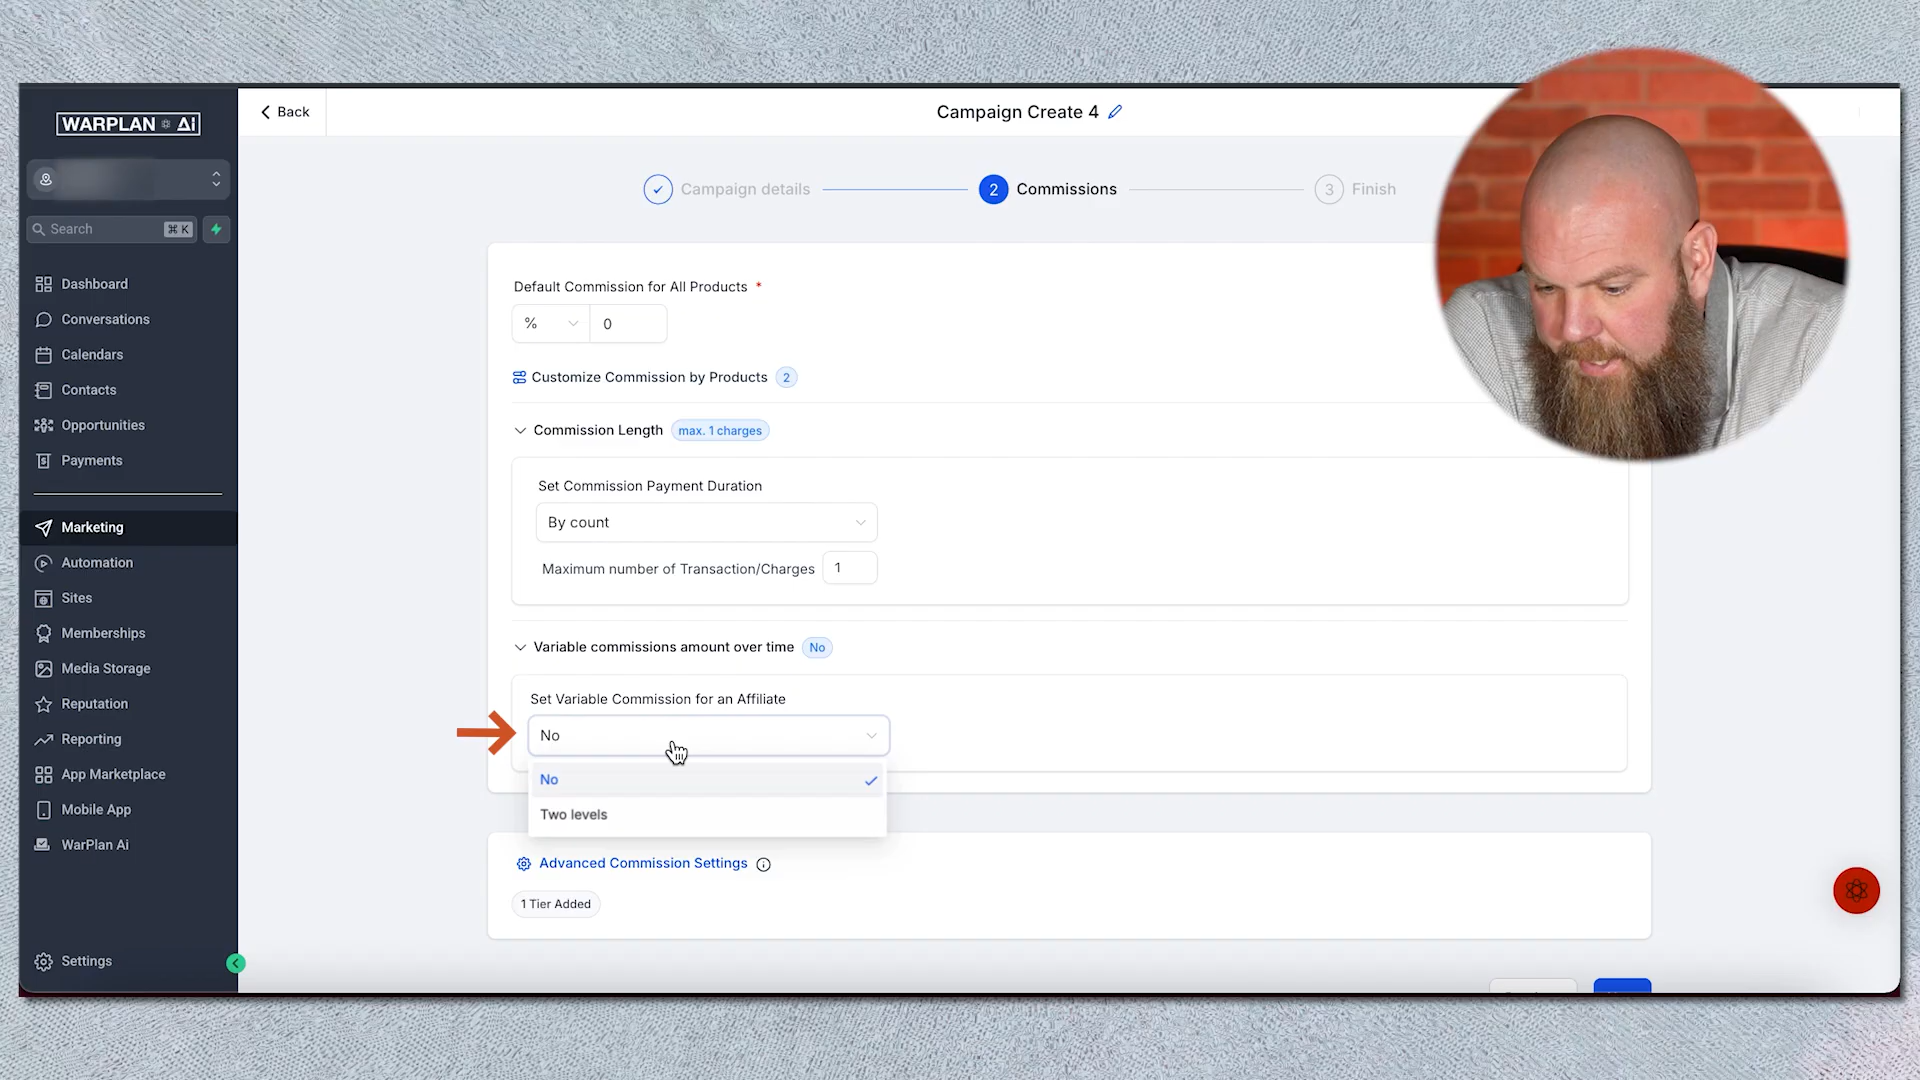 WARPLAN Ai
Search
⌘ K
Dashboard
Conversations
Calendars
Contacts
Opportunities
Payments
Marketing
Automation
Sites
Memberships
Media Storage
Reputation
Reporting
App Marketplace
Mobile App
WarPlan Ai
Settings
Back
Campaign Create 4
Campaign details
2 Commissions
3 Finish
Default Commission for All Products *
% 0
Customize Commission by Products 2
Commission Length max. 1 charges
Set Commission Payment Duration
By count
Maximum number of Transaction/Charges 1
Variable commissions amount over time No
Set Variable Commission for an Affiliate
No
No
Two levels
Advanced Commission Settings
1 Tier Added